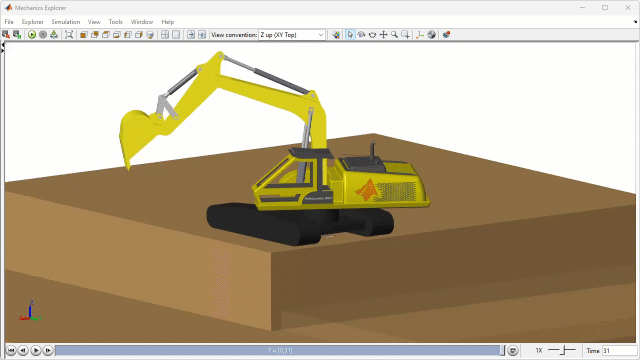 Mechanics Explorer
File Explorer Simulation View Tools Window Help
View convention: Z up (XY Top)
T = [0,31]
1X
Time 31